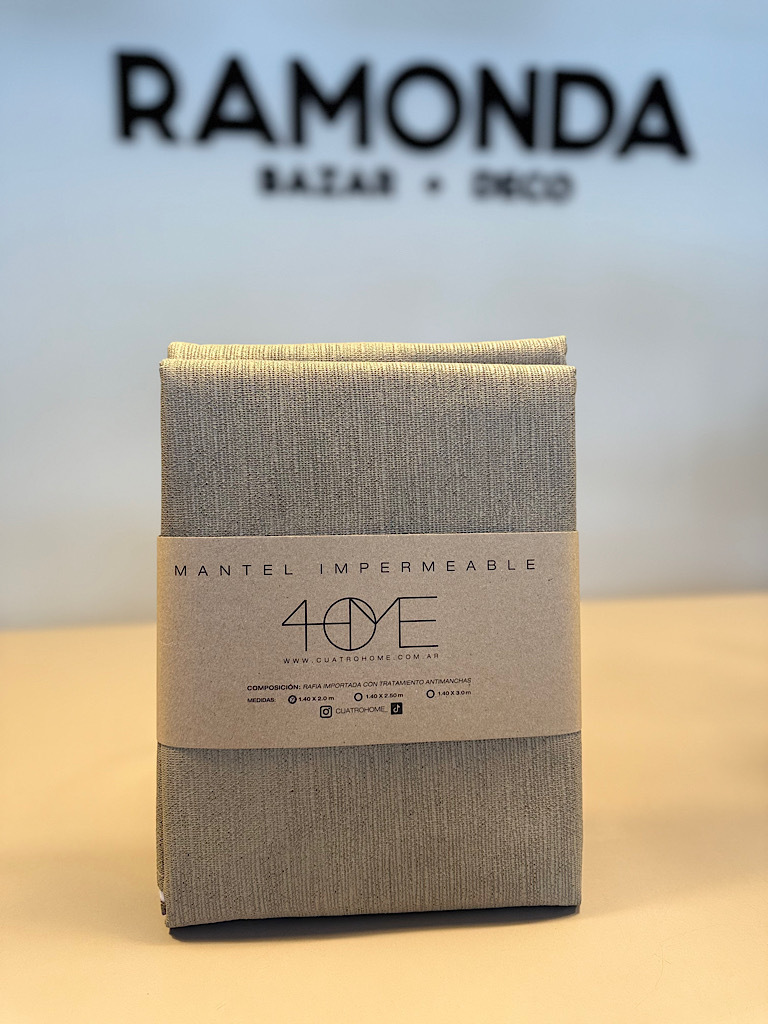 RAMONDA
BAZAR • DECO
MANTEL IMPERMEABLE
4HOME
WWW.CUATROHOME.COM.AR
COMPOSICIÓN: RAFIA IMPORTADA CON TRATAMIENTO ANTIMANCHAS
MEDIDAS: 1.40 X 2.0 m 1.40 X 2.50 m 1.40 X 3.0 m
CUATROHOME_